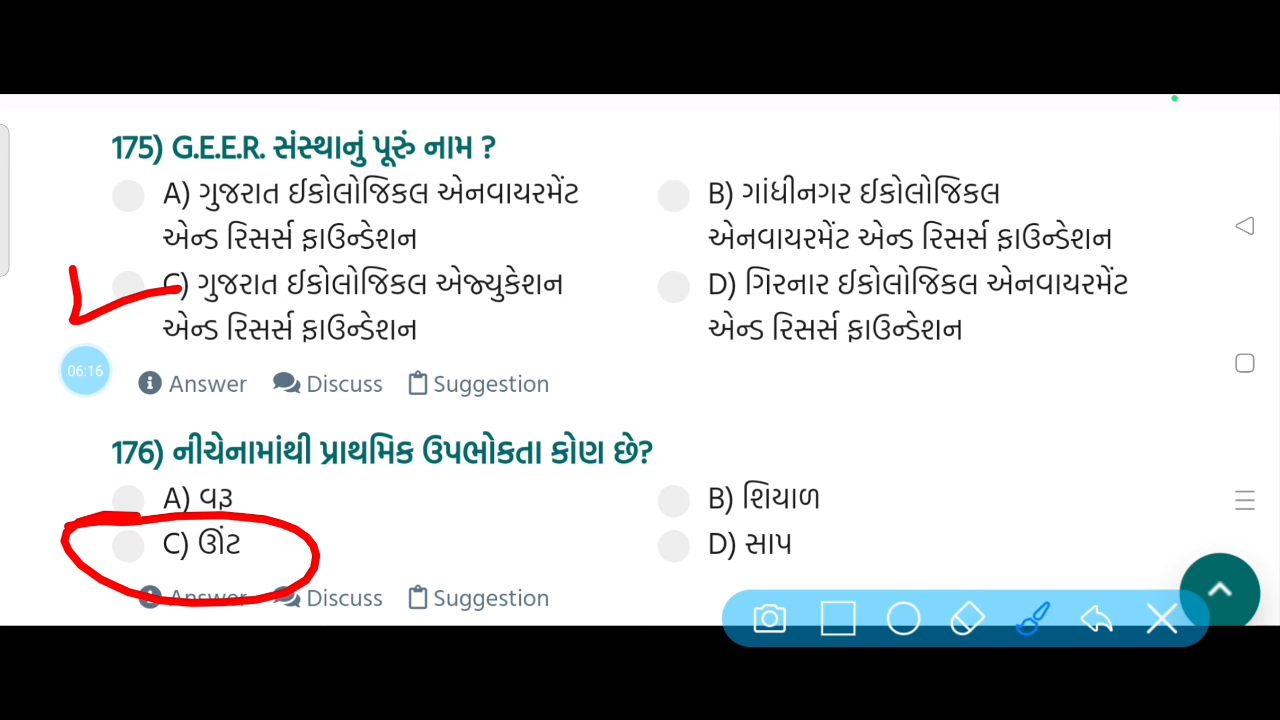 175) G.E.E.R. સંસ્થાનું પૂરું નામ ?
A) ગુજરાત ઈકોલોજિકલ એનવાયરમેંટ
એન્ડ રિસર્સ ફાઉન્ડેશન
B) ગાંધીનગર ઈકોલોજિકલ
એનવાયરમેંટ એન્ડ રિસર્સ ફાઉન્ડેશન
C) ગુજરાત ઈકોલોજિકલ એજ્યુકેશન
એન્ડ રિસર્સ ફાઉન્ડેશન
D) ગિરનાર ઈકોલોજિકલ એનવાયરમેંટ
એન્ડ રિસર્સ ફાઉન્ડેશન
06:16
Answer Discuss Suggestion
176) નીચેનામાંથી પ્રાથમિક ઉપભોકતા કોણ છે?
A) વરૂ
B) શિયાળ
C) ઊંટ
D) સાપ
Answer Discuss Suggestion